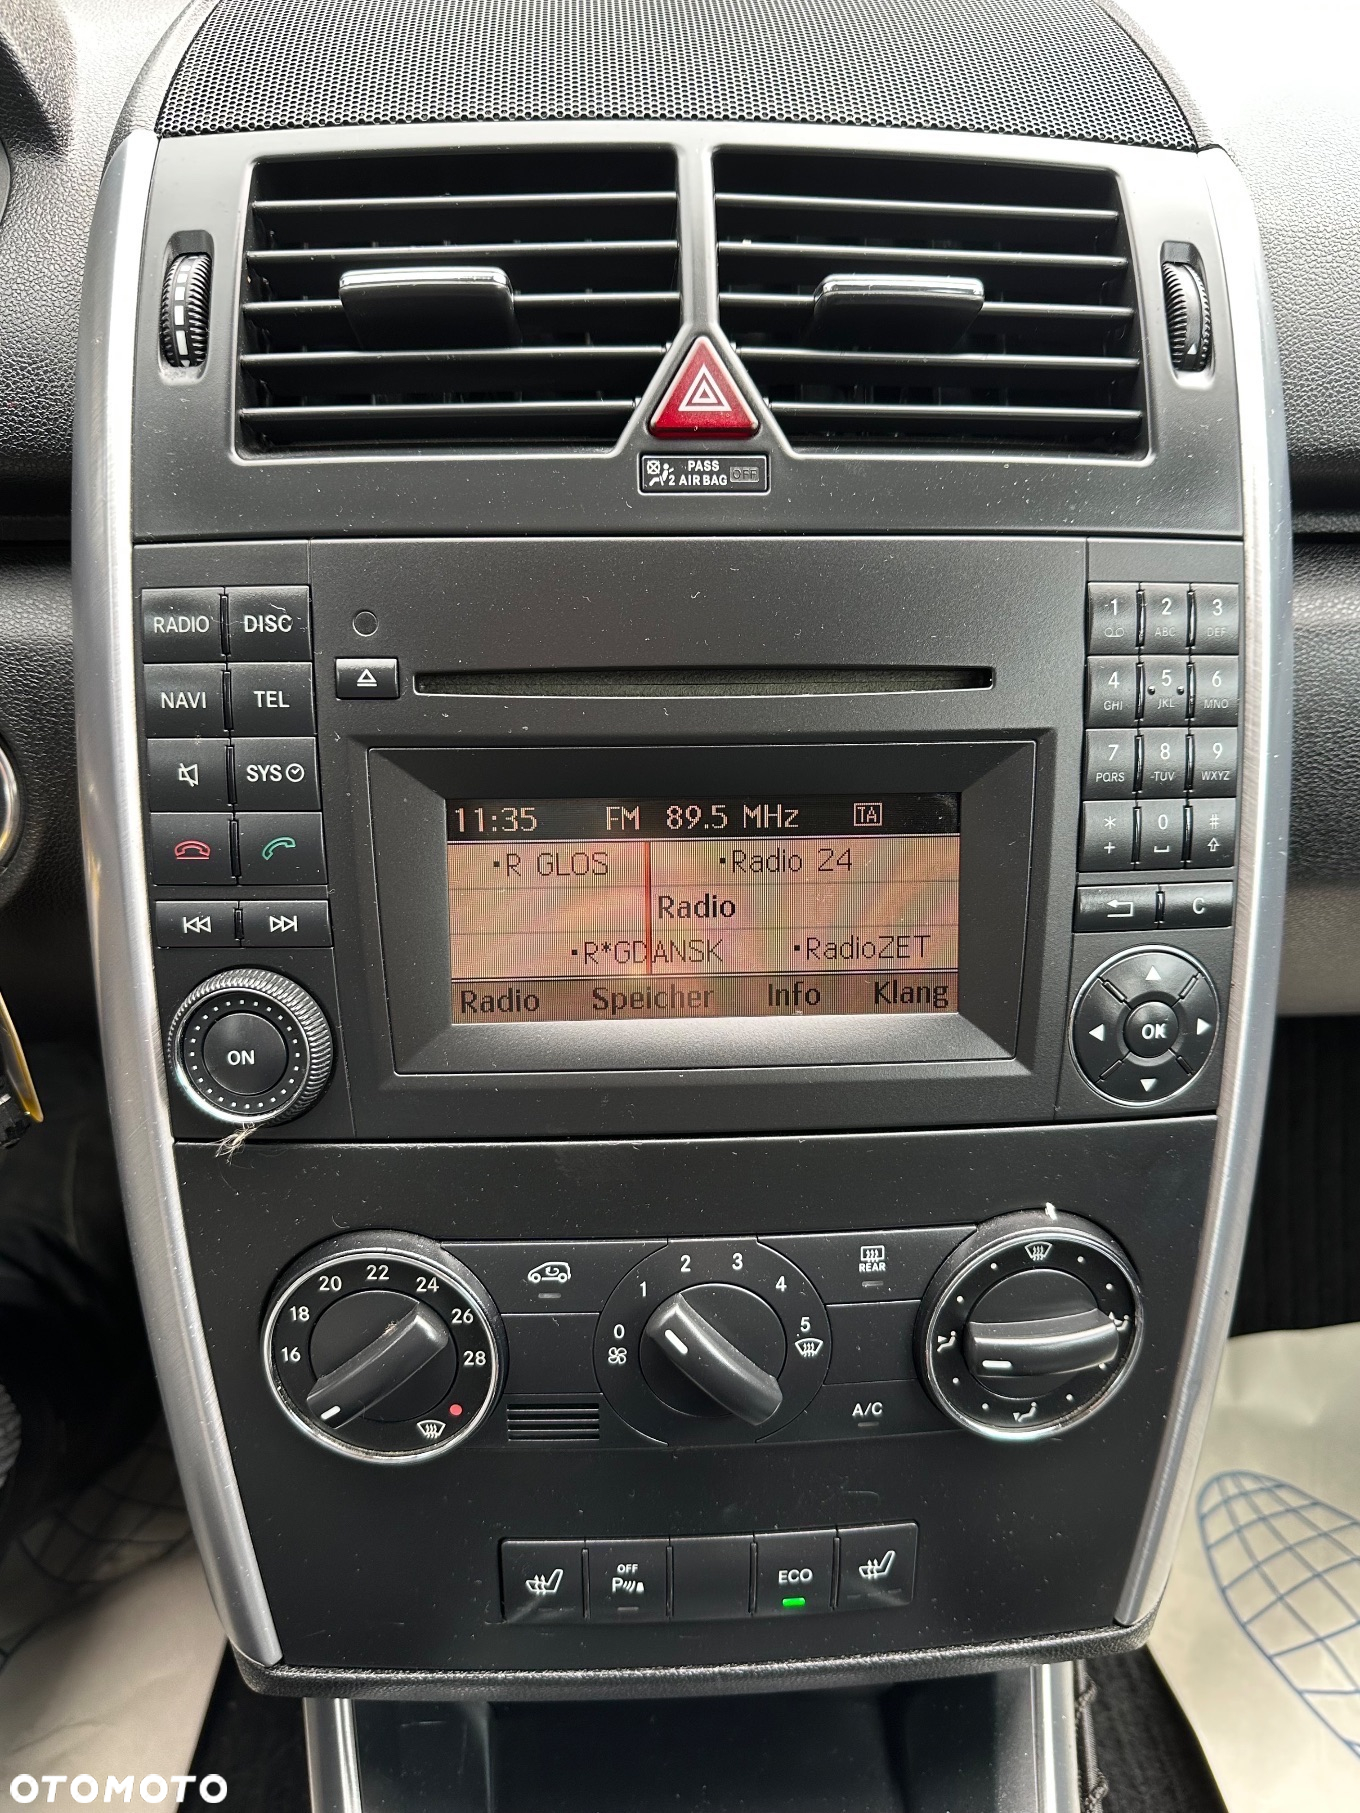 PASS
2 AIR BAG OFF
RADIO DISC
NAVI TEL
SYS
ON
1 2 ABC 3 DEF
4 GHI 5 JKL 6 MNO
7 PQRS 8 TUV 9 WXYZ
* 0 #
+
C
OK
11:35 FM 89.5 MHz TA
R GLOS Radio 24
Radio
R*GDANSK RadioZET
Radio Speicher Info Klang
16 18 20 22 24 26 28
0 1 2 3 4 5
REAR
A/C
OFF
P
ECO
OTOMOTO